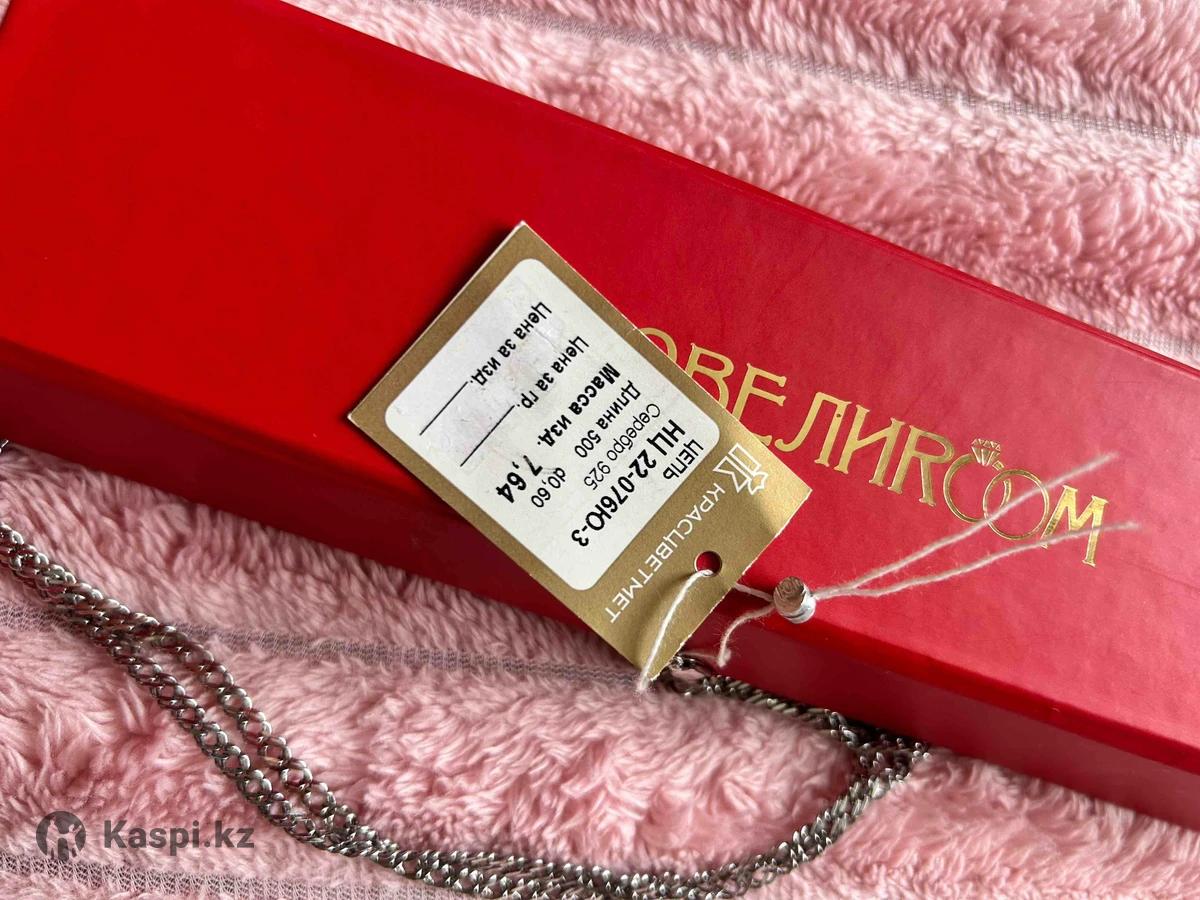 ЮВЕЛИRООМ
КРАСЦВЕТМЕТ
ЦЕПЬ
НЦ 22-076Ю-3
Серебро 925
Длина 500 d0,60
Масса изд. 7,64
Цена за гр.
Цена за изд.
Kaspi.kz